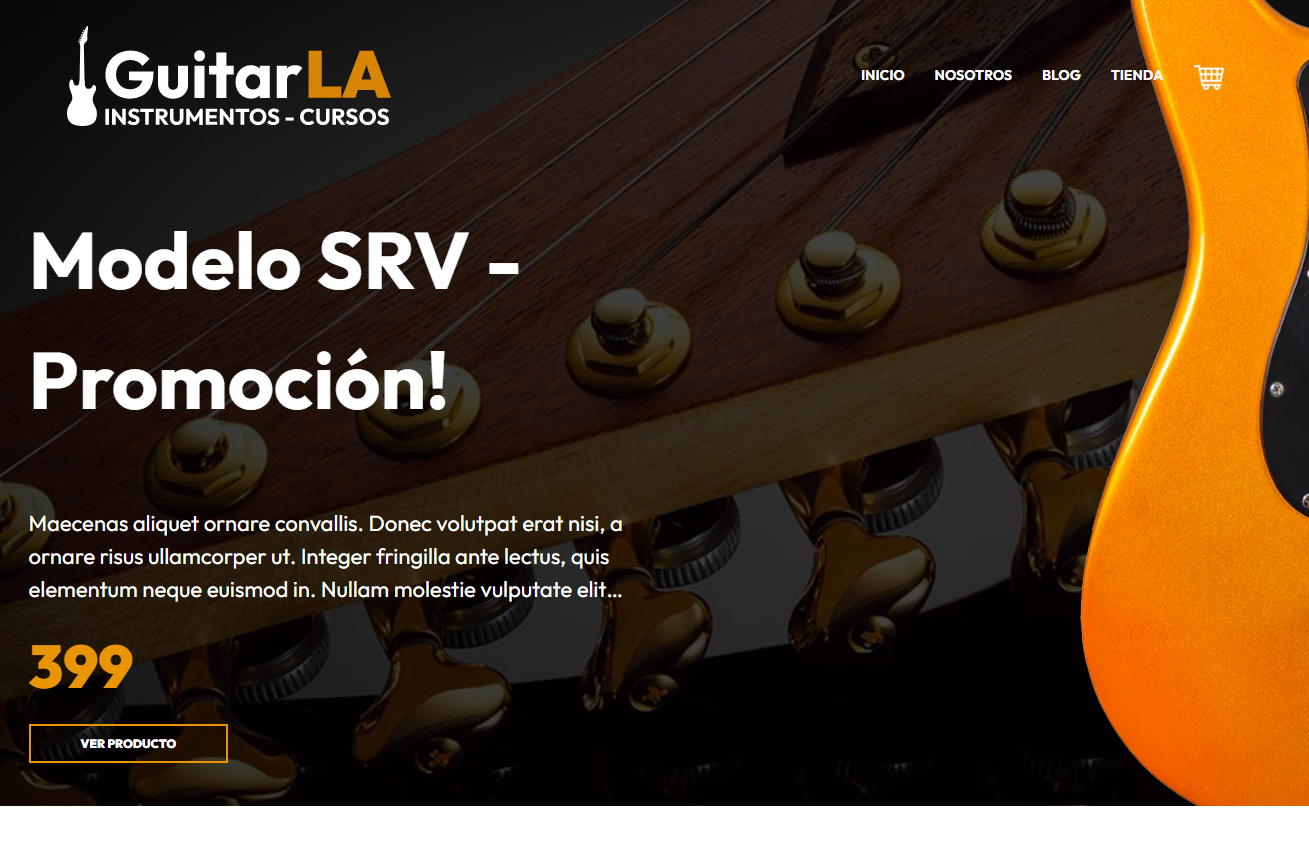 GuitarLA
INSTRUMENTOS - CURSOS
INICIO NOSOTROS BLOG TIENDA
Modelo SRV -
Promoción!
Maecenas aliquet ornare convallis. Donec volutpat erat nisi, a
ornare risus ullamcorper ut. Integer fringilla ante lectus, quis
elementum neque euismod in. Nullam molestie vulputate elit...
399
VER PRODUCTO